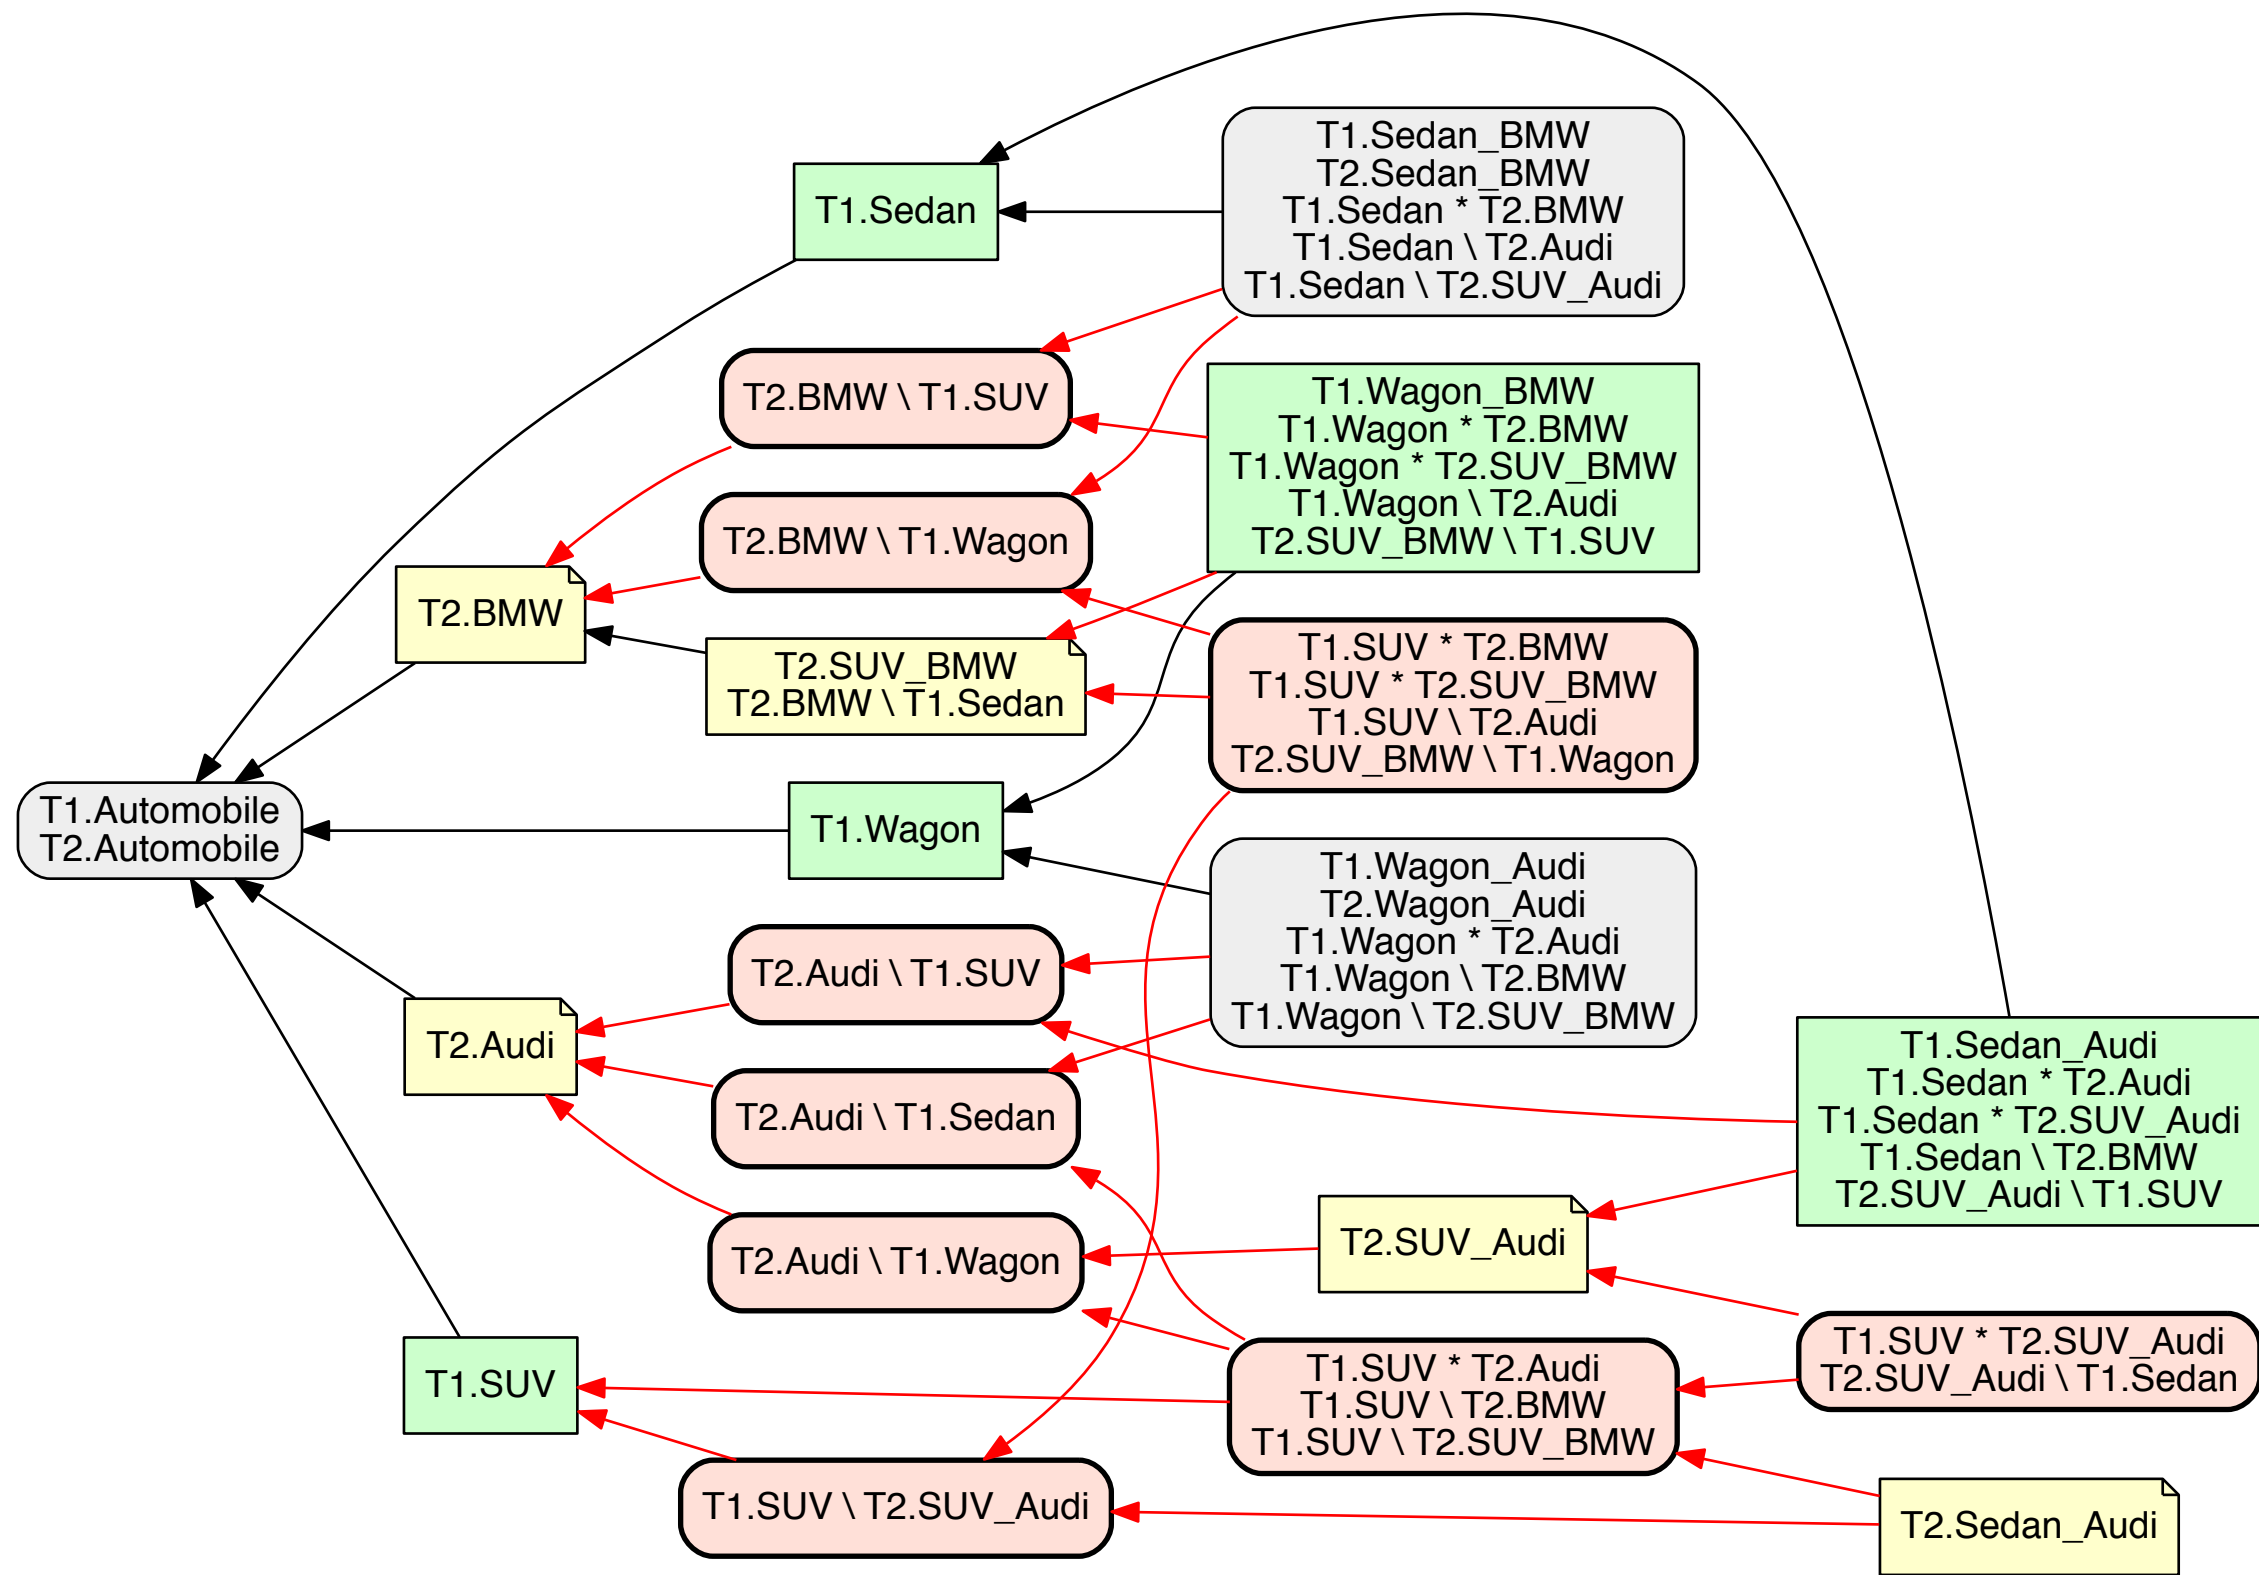 T1.Sedan_BMW
T2.Sedan_BMW
T1.Sedan * T2.BMW
T1.Sedan \ T2.Audi
T1.Sedan \ T2.SUV_Audi
T1.Sedan
T2.BMW \ T1.SUV
T1.Wagon_BMW
T1.Wagon * T2.BMW
T1.Wagon * T2.SUV_BMW
T1.Wagon \ T2.Audi
T2.SUV_BMW \ T1.SUV
T2.BMW \ T1.Wagon
T2.BMW
T2.SUV_BMW
T2.BMW \ T1.Sedan
T1.SUV * T2.BMW
T1.SUV * T2.SUV_BMW
T1.SUV \ T2.Audi
T2.SUV_BMW \ T1.Wagon
T1.Automobile
T2.Automobile
T1.Wagon
T1.Wagon_Audi
T2.Wagon_Audi
T1.Wagon * T2.Audi
T1.Wagon \ T2.BMW
T1.Wagon \ T2.SUV_BMW
T2.Audi \ T1.SUV
T2.Audi
T2.Audi \ T1.Sedan
T1.Sedan_Audi
T1.Sedan * T2.Audi
T1.Sedan * T2.SUV_Audi
T1.Sedan \ T2.BMW
T2.SUV_Audi \ T1.SUV
T2.Audi \ T1.Wagon
T2.SUV_Audi
T1.SUV
T1.SUV * T2.Audi
T1.SUV \ T2.BMW
T1.SUV \ T2.SUV_BMW
T1.SUV * T2.SUV_Audi
T2.SUV_Audi \ T1.Sedan
T1.SUV \ T2.SUV_Audi
T2.Sedan_Audi